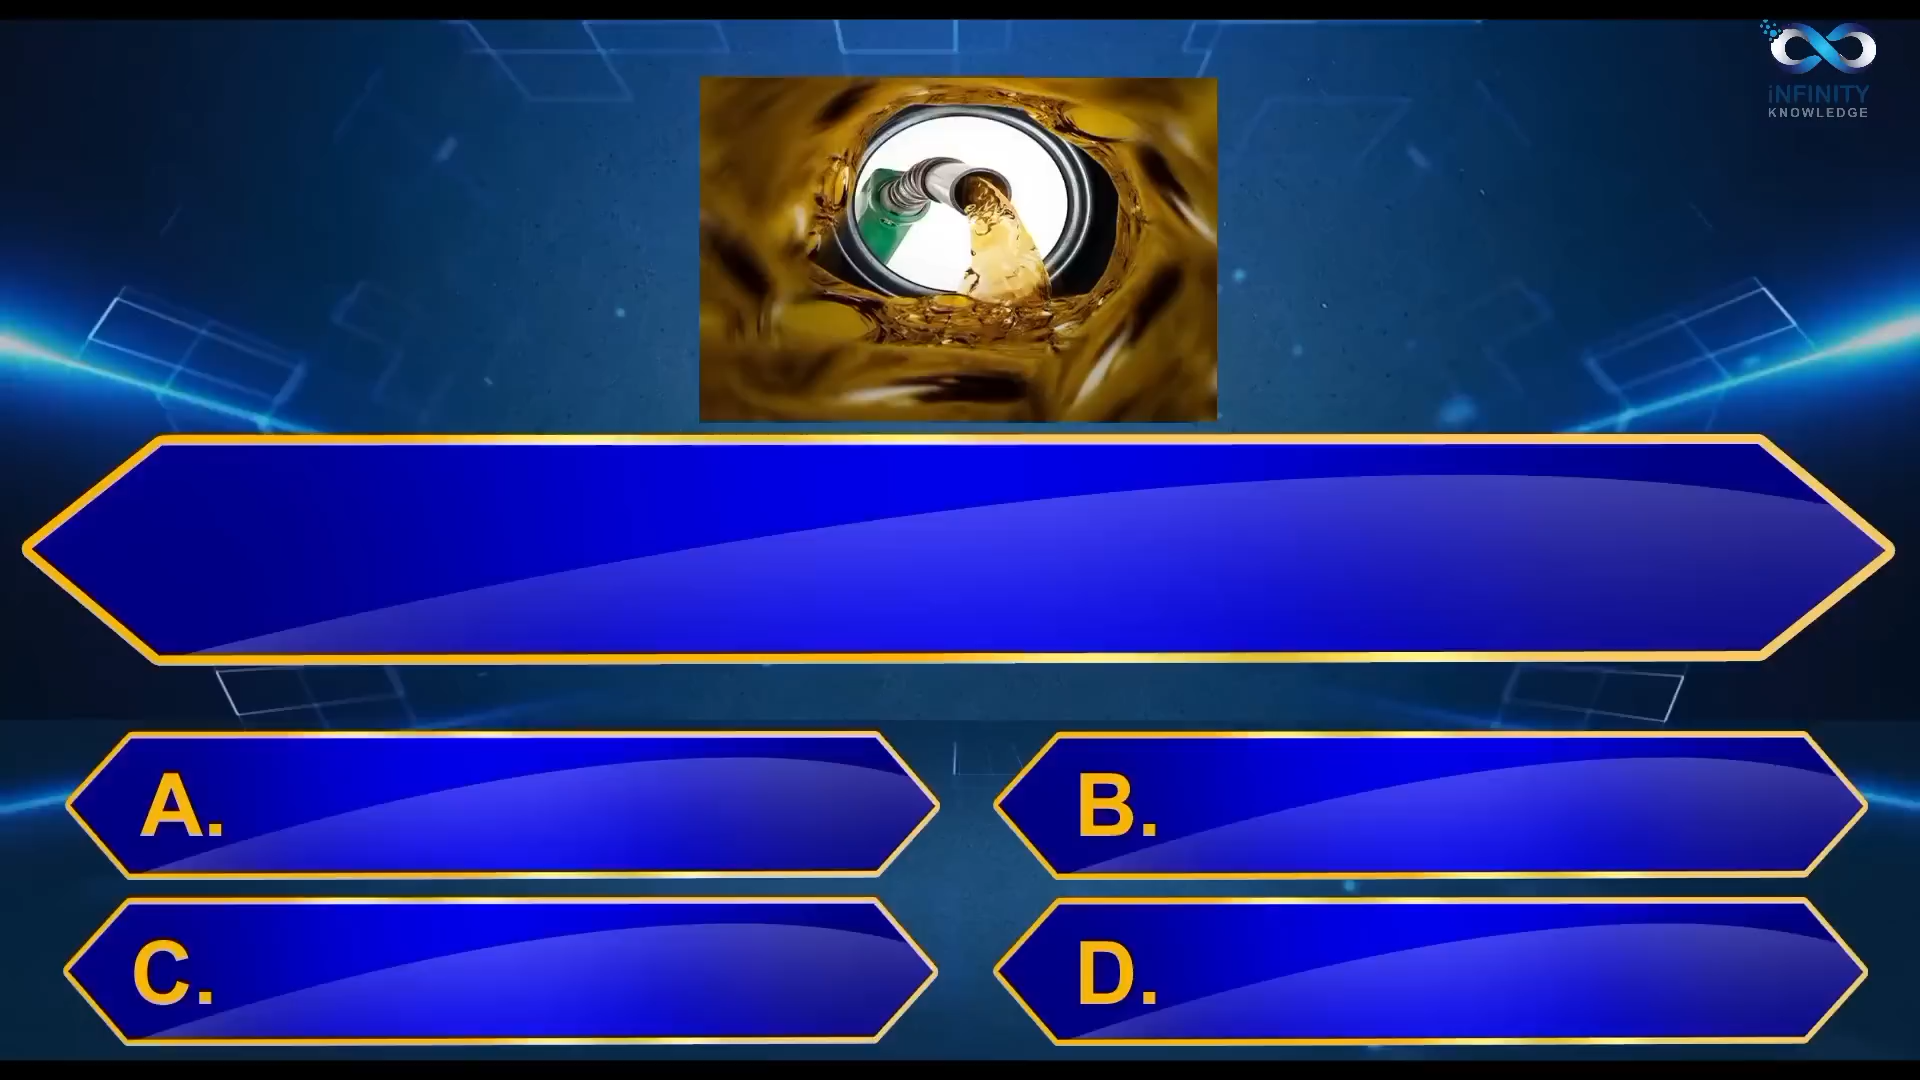 iNFINITY
KNOWLEDGE
A.
B.
C.
D.